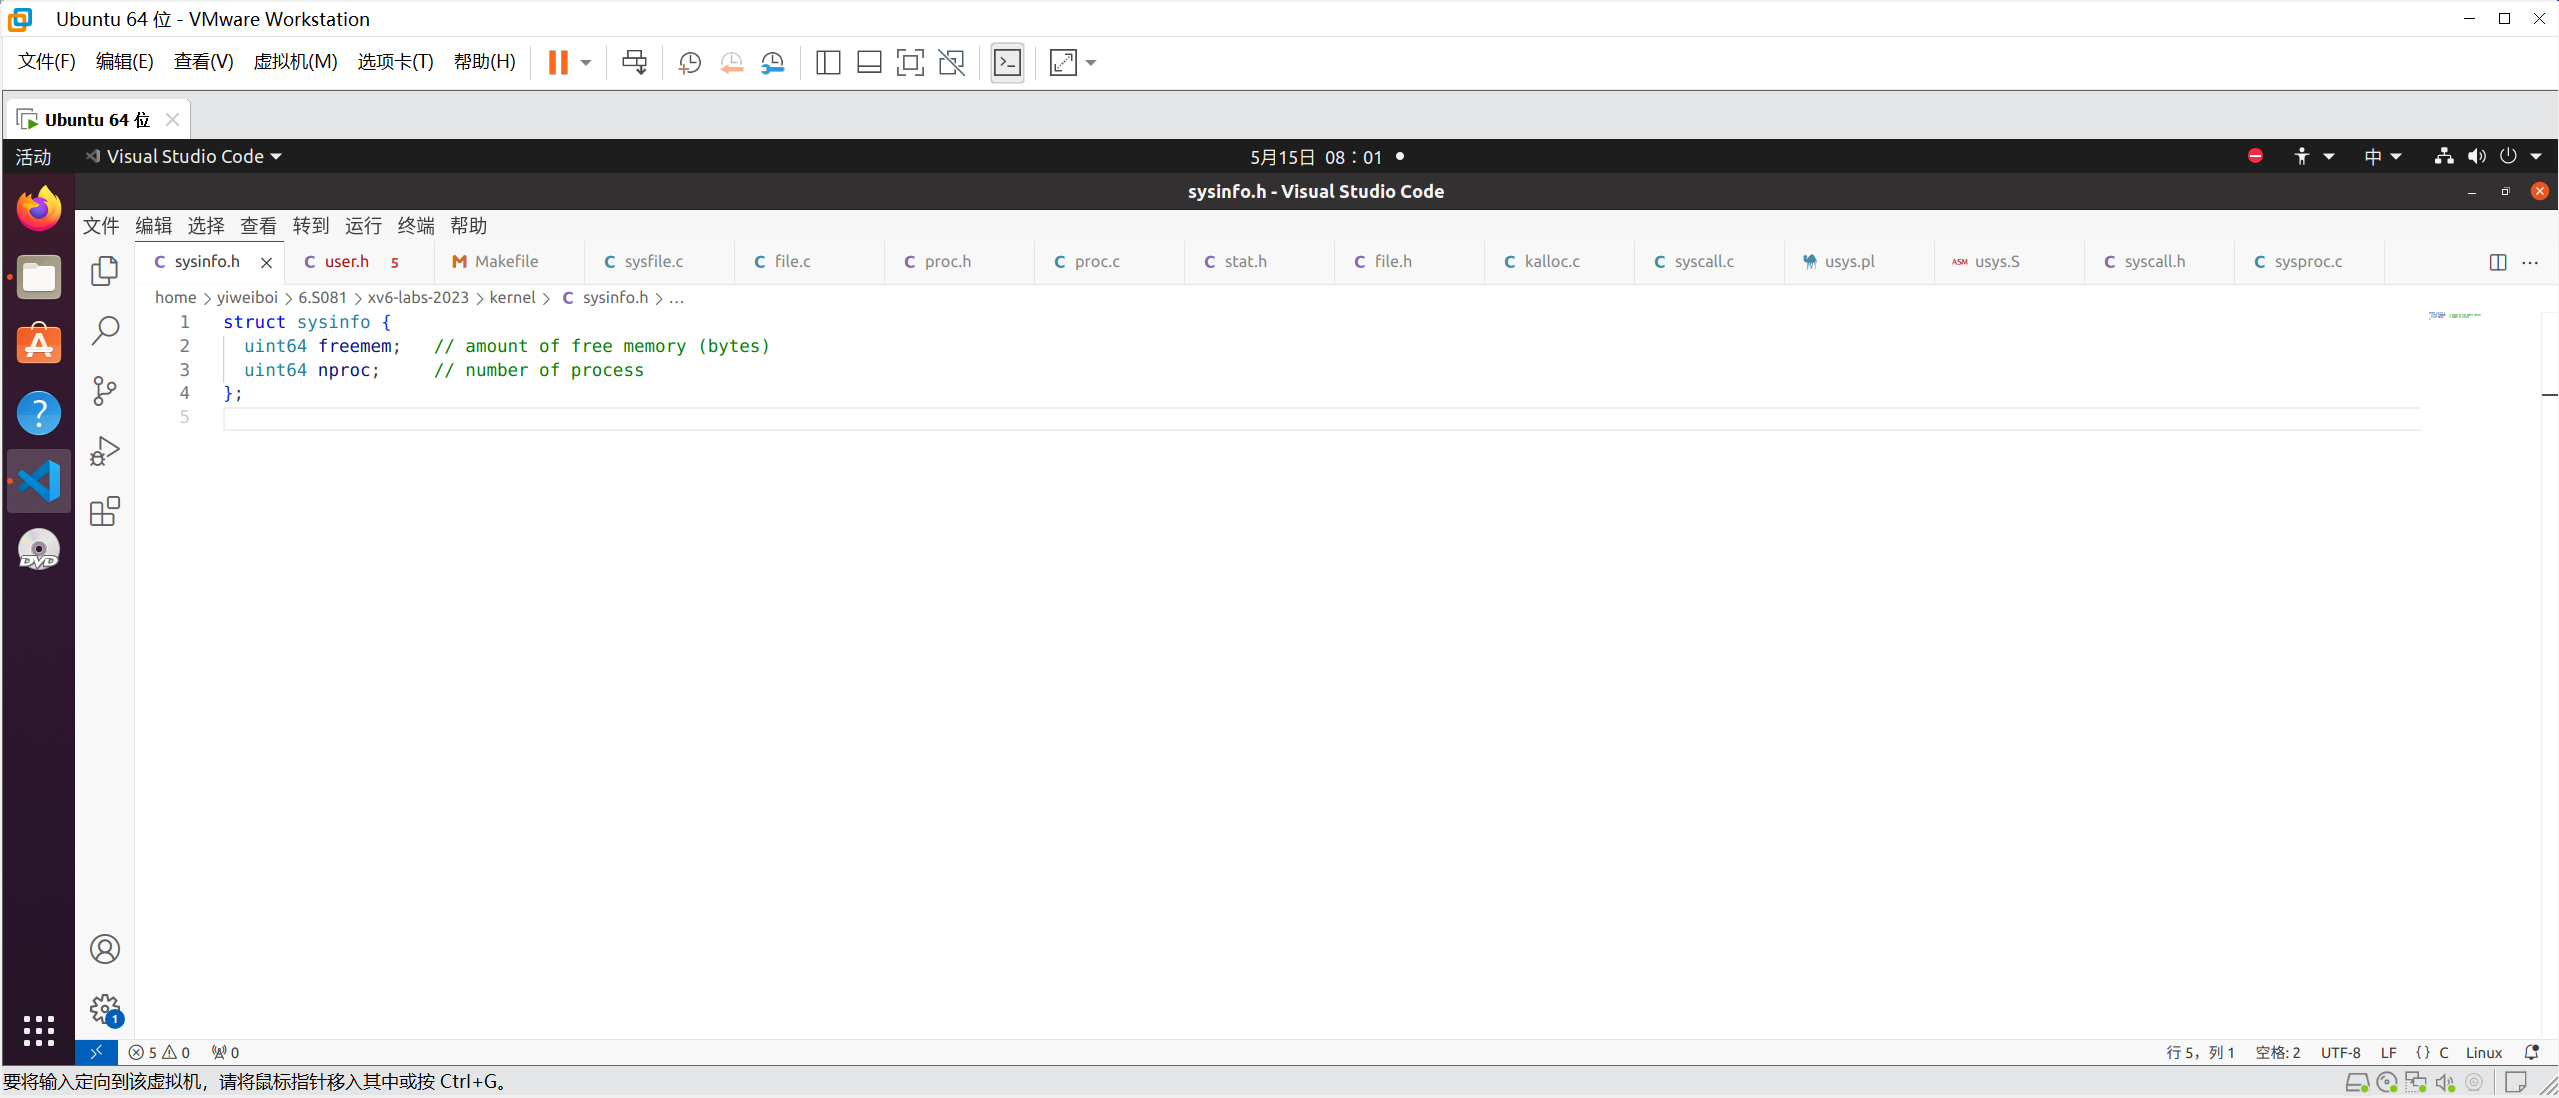 Ubuntu 64 位 - VMware Workstation
文件(F) 编辑(E) 查看(V) 虚拟机(M) 选项卡(T) 帮助(H)
Ubuntu 64 位
活动 Visual Studio Code 5月15日 08：01 中
sysinfo.h - Visual Studio Code
文件 编辑 选择 查看 转到 运行 终端 帮助
C sysinfo.h C user.h 5 M Makefile C sysfile.c C file.c C proc.h C proc.c C stat.h C file.h C kalloc.c C syscall.c usys.pl ASM usys.S C syscall.h C sysproc.c
home > yiweiboi > 6.S081 > xv6-labs-2023 > kernel > C sysinfo.h > ...
1 struct sysinfo {
2 uint64 freemem; // amount of free memory (bytes)
3 uint64 nproc; // number of process
4 };
5
DVD
1
5 0 0 行 5，列 1 空格: 2 UTF-8 LF {} C Linux
要将输入定向到该虚拟机，请将鼠标指针移入其中或按 Ctrl+G。